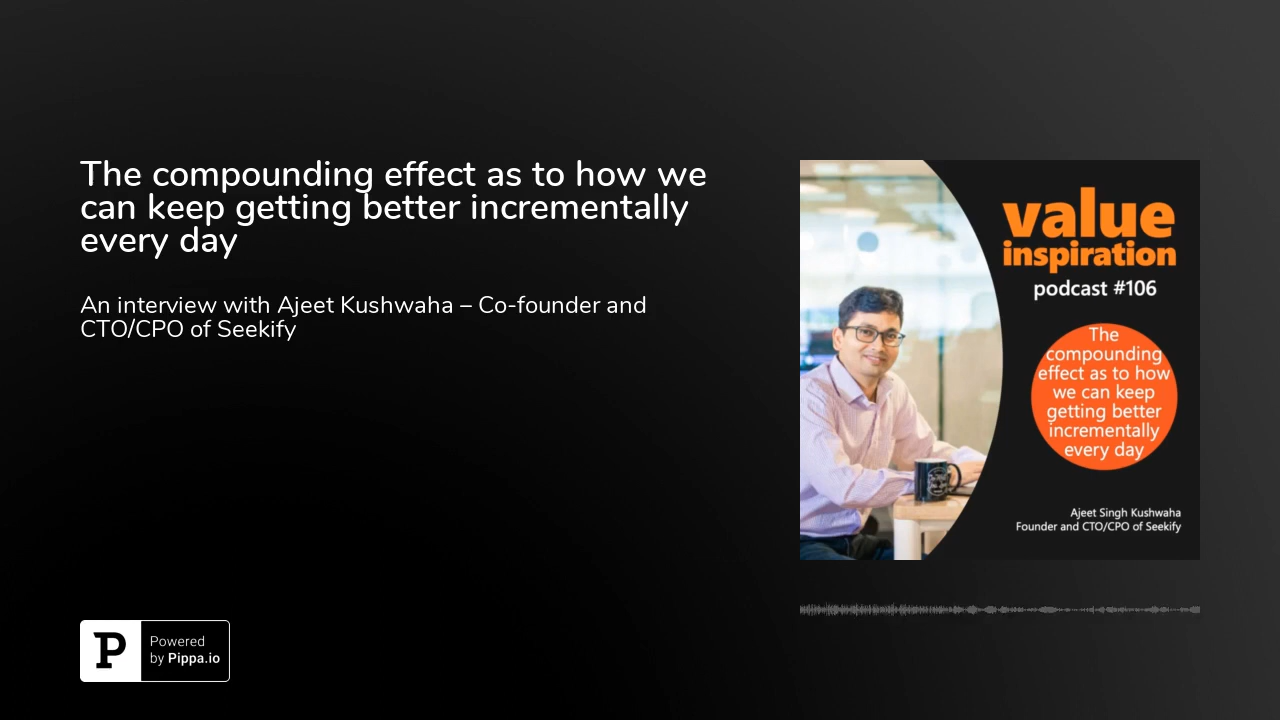 The compounding effect as to how we
can keep getting better incrementally
every day
An interview with Ajeet Kushwaha – Co-founder and
CTO/CPO of Seekify
value
inspiration
podcast #106
The
compounding
effect as to how
we can keep
getting better
incrementally
every day
Ajeet Singh Kushwaha
Founder and CTO/CPO of Seekify
P
Powered
by Pippa.io